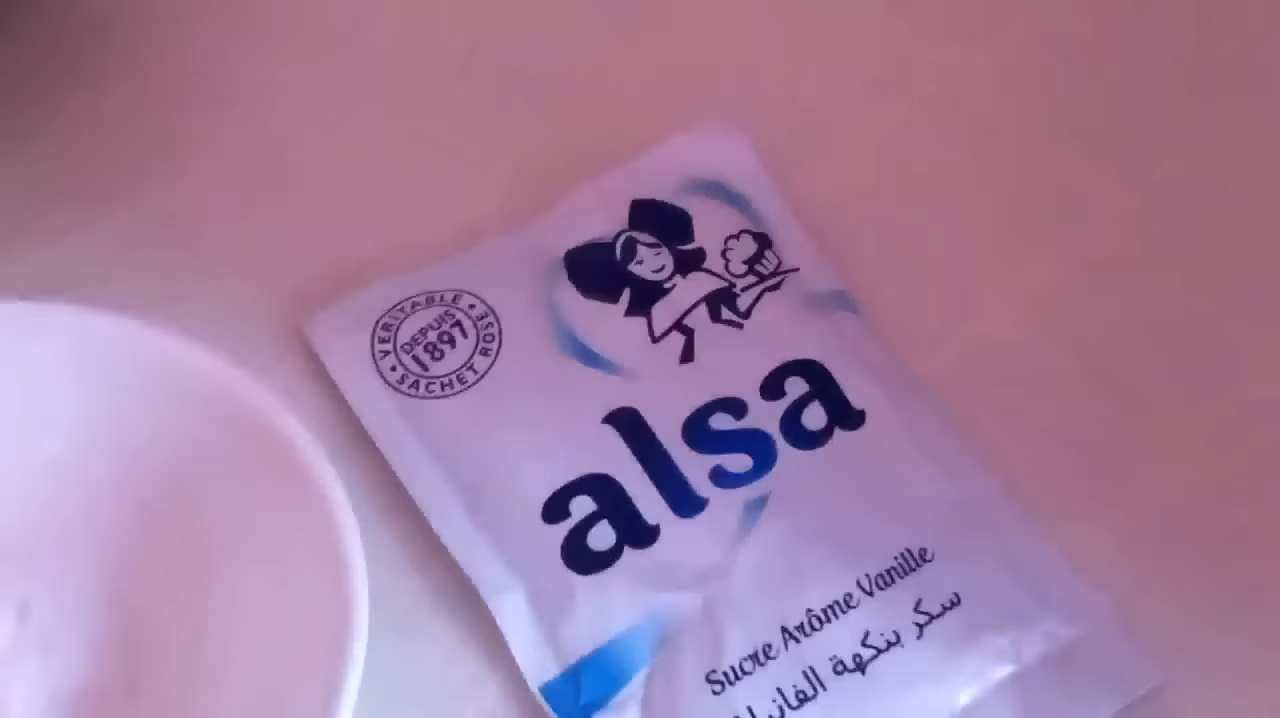 VERITABLE
DEPUIS
1897
SACHET ROSE
alsa
Sucre Arôme Vanille
سكر بنكهة